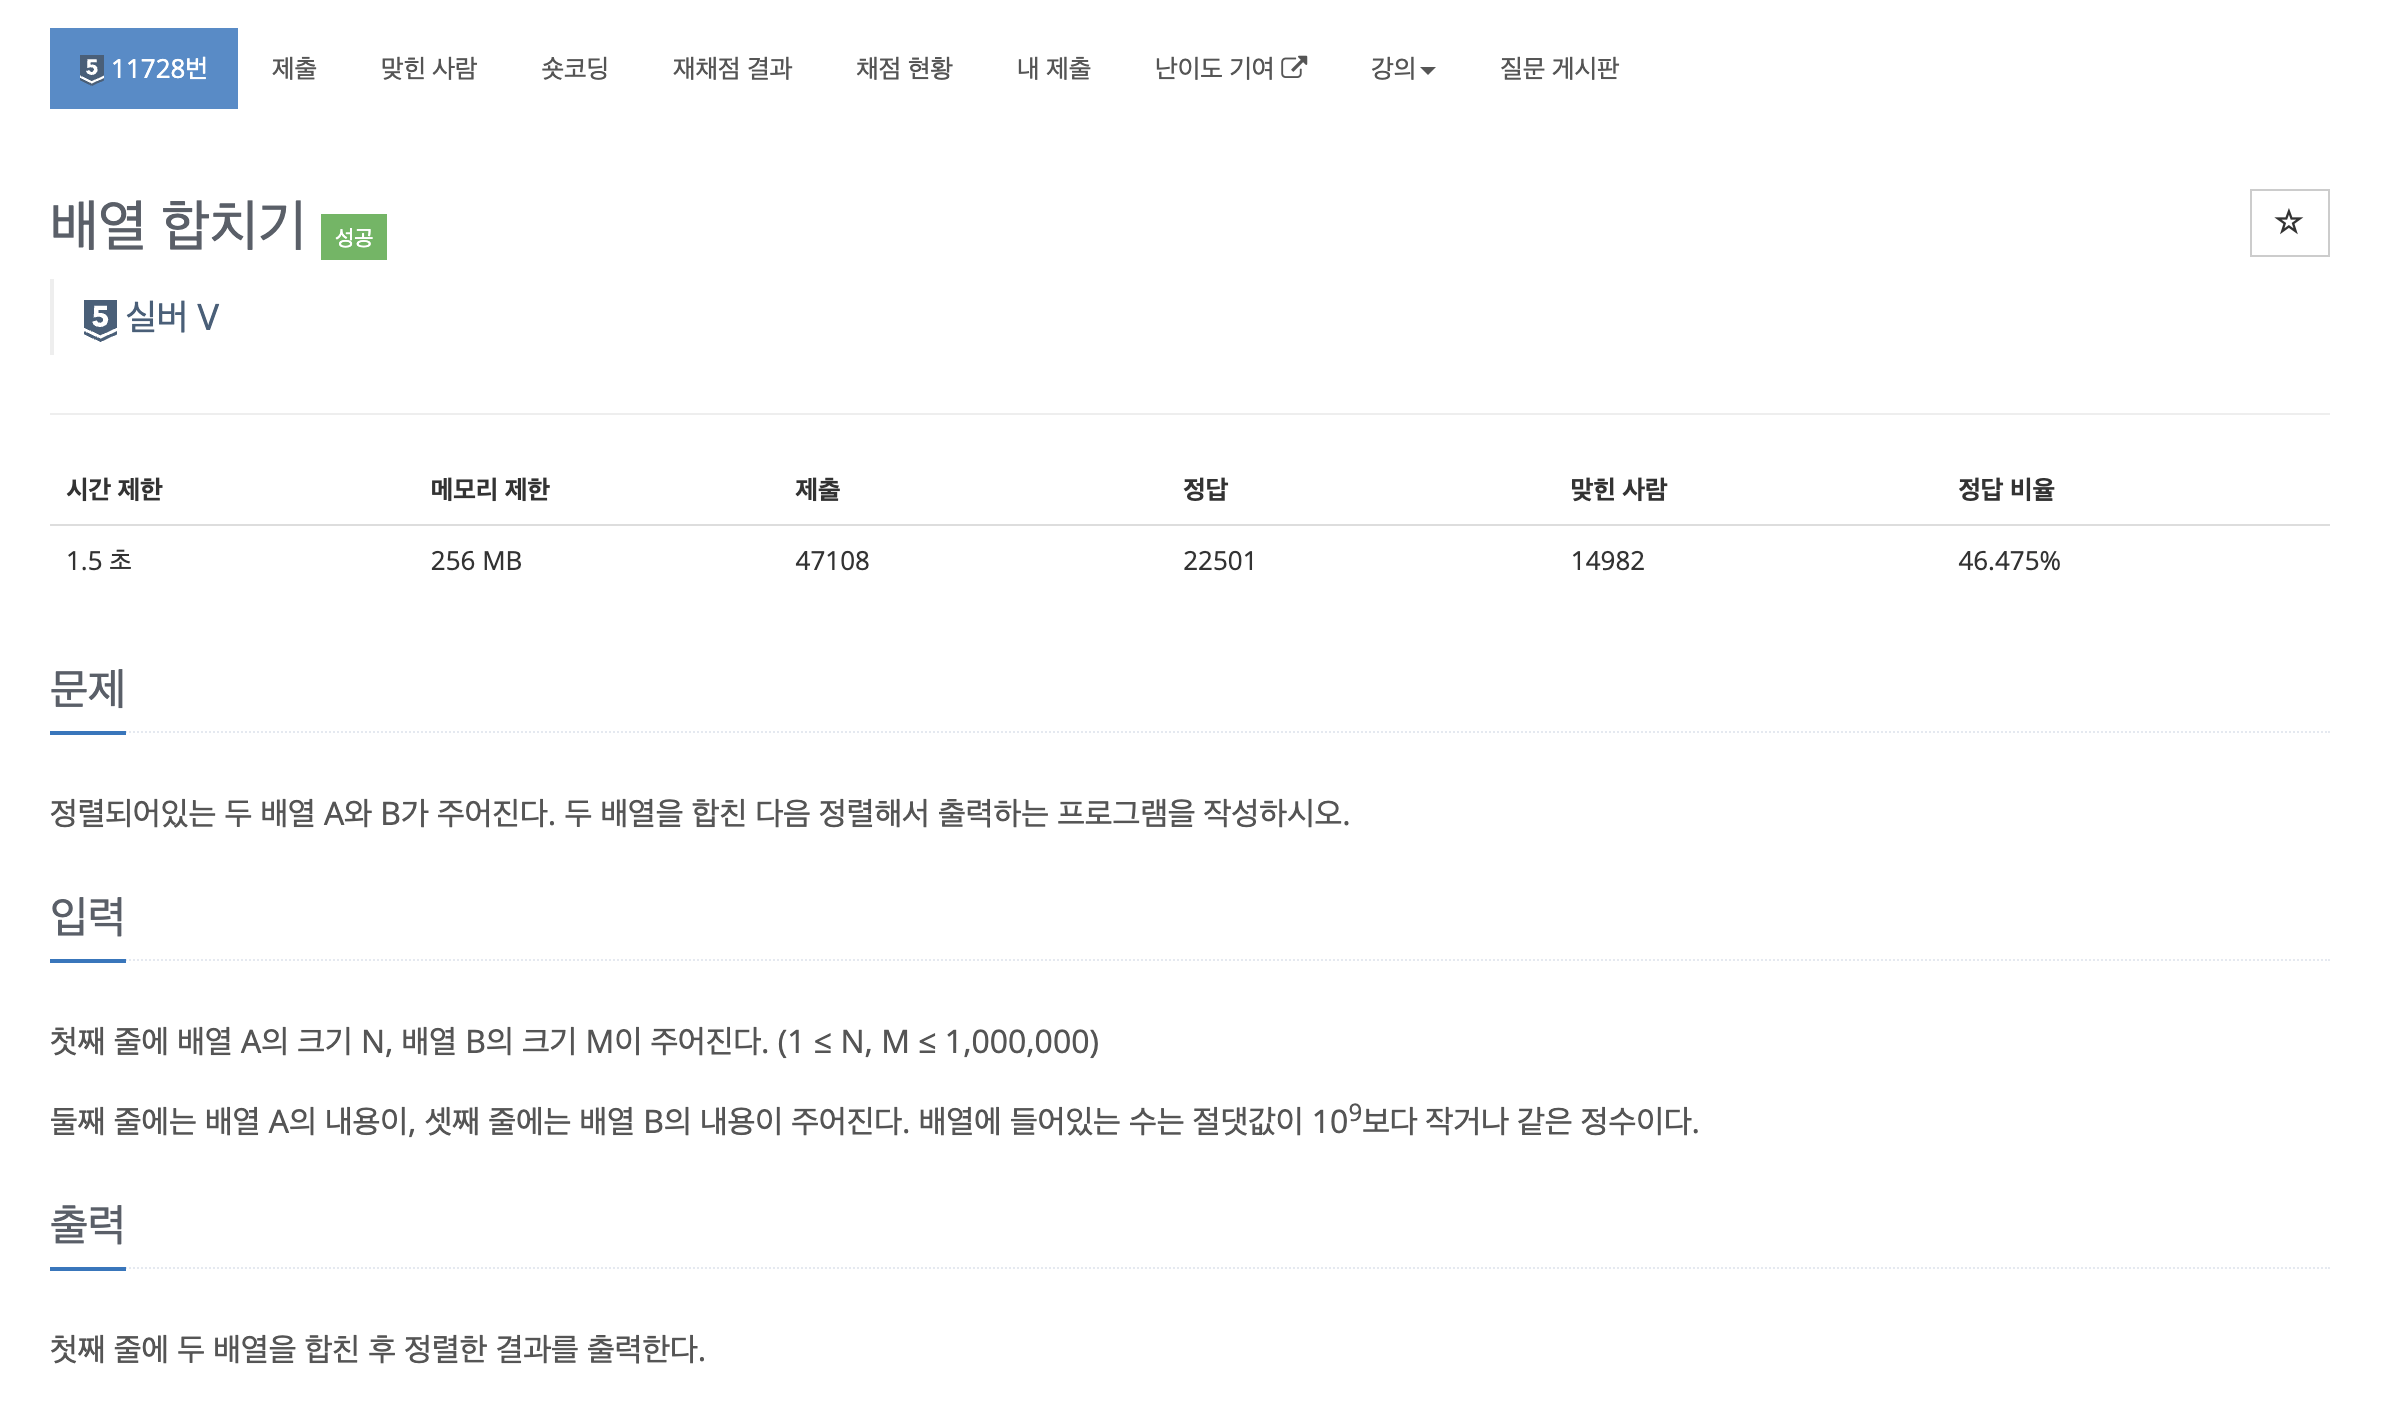 5 11728번 제출 맞힌 사람 숏코딩 재채점 결과 채점 현황 내 제출 난이도 기여 강의 질문 게시판
배열 합치기 성공
5 실버 V
시간 제한 메모리 제한 제출 정답 맞힌 사람 정답 비율
1.5 초 256 MB 47108 22501 14982 46.475%
문제
정렬되어있는 두 배열 A와 B가 주어진다. 두 배열을 합친 다음 정렬해서 출력하는 프로그램을 작성하시오.
입력
첫째 줄에 배열 A의 크기 N, 배열 B의 크기 M이 주어진다. (1 ≤ N, M ≤ 1,000,000)
둘째 줄에는 배열 A의 내용이, 셋째 줄에는 배열 B의 내용이 주어진다. 배열에 들어있는 수는 절댓값이 10⁹보다 작거나 같은 정수이다.
출력
첫째 줄에 두 배열을 합친 후 정렬한 결과를 출력한다.